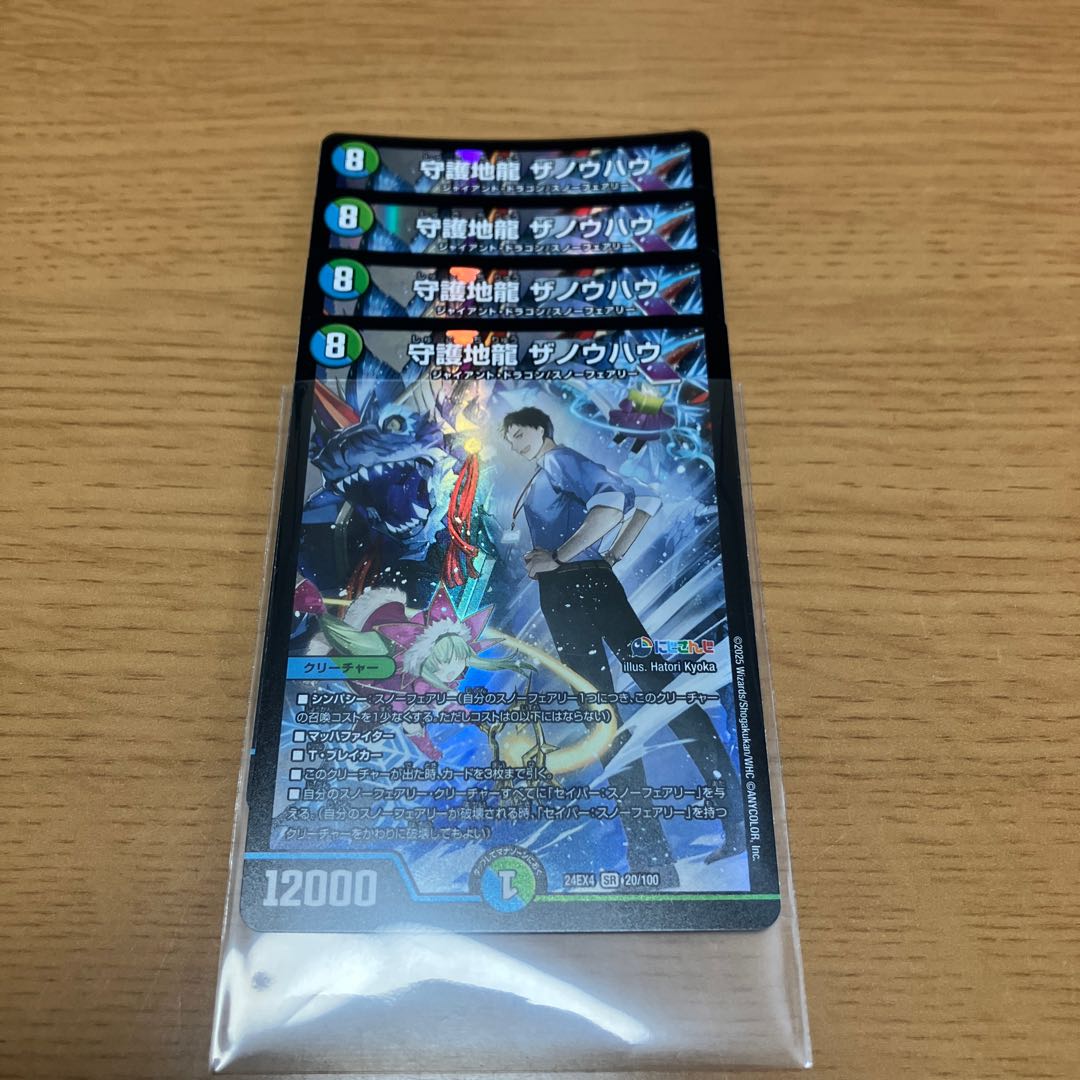 8
守護地龍 ザノウハウ
ジャイアント・ドラゴン/スノーフェアリー
8
守護地龍 ザノウハウ
ジャイアント・ドラゴン/スノーフェアリー
8
守護地龍 ザノウハウ
ジャイアント・ドラゴン/スノーフェアリー
8
守護地龍 ザノウハウ
ジャイアント・ドラゴン/スノーフェアリー
にじさんじ
illus. Hatori Kyoka
クリーチャー
■シンパシー:スノーフェアリー(自分のスノーフェアリー1つにつき、このクリーチャー
の召喚コストを1少なくする。ただしコストは0以下にはならない)
■マッハファイター
■T・ブレイカー
■このクリーチャーが出た時、カードを3枚まで引く。
■自分のスノーフェアリー・クリーチャーすべてに「セイバー:スノーフェアリー」を与
える。(自分のスノーフェアリーが破壊される時、「セイバー:スノーフェアリー」を持つ
クリーチャーをかわりに破壊してもよい)
12000
タップしてマナゾーンにおく
1
24EX4 SR 20/100
©2025 Wizards/Shogakukan/WHC ©ANYCOLOR, Inc.